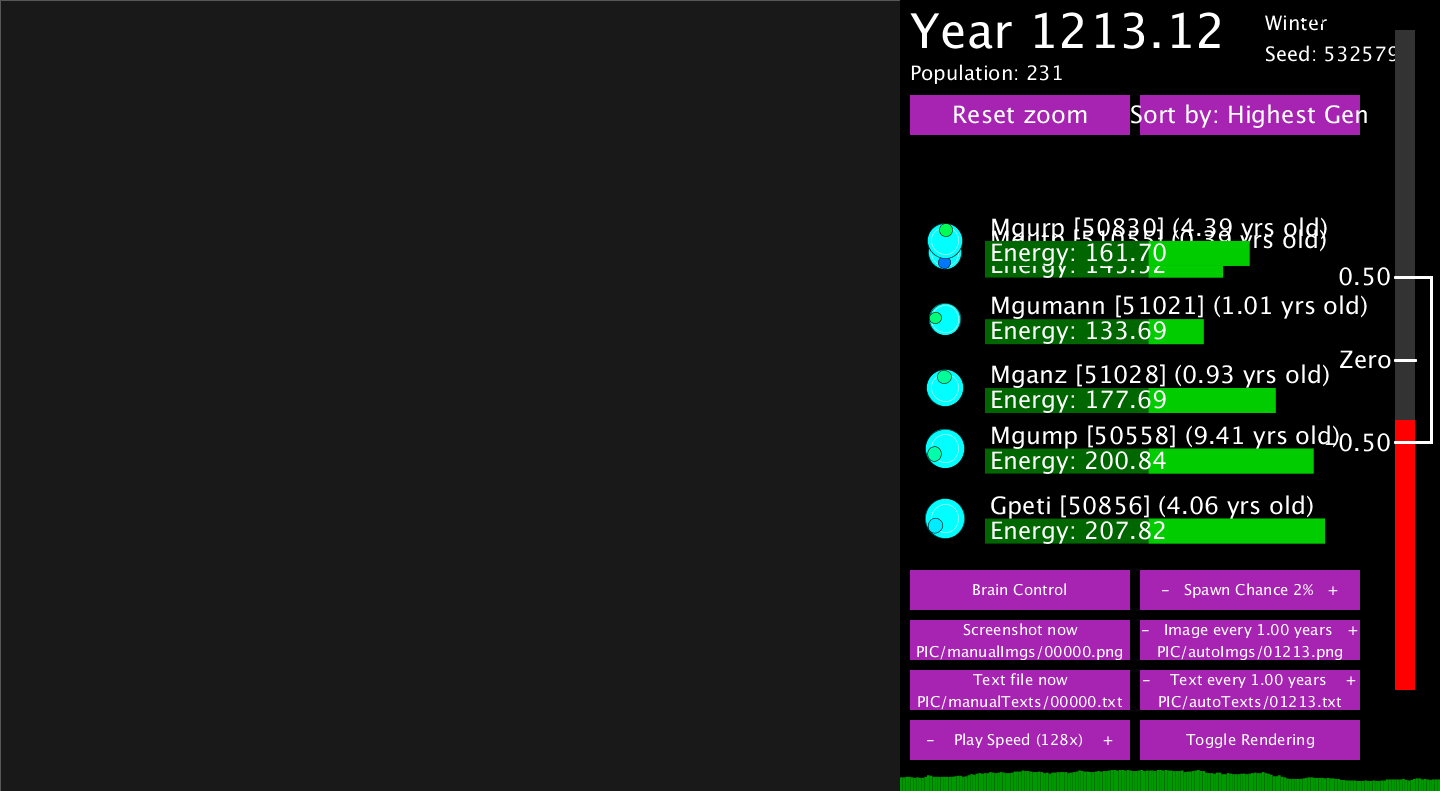 Year 1213.12
Winter
Seed: 532579
Population: 231
Reset zoom
Sort by: Highest Gen
Mgurp [50830] (4.39 yrs old)
Energy: 161.70
Mgumann [51021] (1.01 yrs old)
Energy: 133.69
Mganz [51028] (0.93 yrs old)
Energy: 177.69
Mgump [50558] (9.41 yrs old)
Energy: 200.84
Gpeti [50856] (4.06 yrs old)
Energy: 207.82
0.50
Zero
-0.50
Brain Control
- Spawn Chance 2% +
Screenshot now
PIC/manualImgs/00000.png
- Image every 1.00 years +
PIC/autoImgs/01213.png
Text file now
PIC/manualTexts/00000.txt
- Text every 1.00 years +
PIC/autoTexts/01213.txt
- Play Speed (128x) +
Toggle Rendering